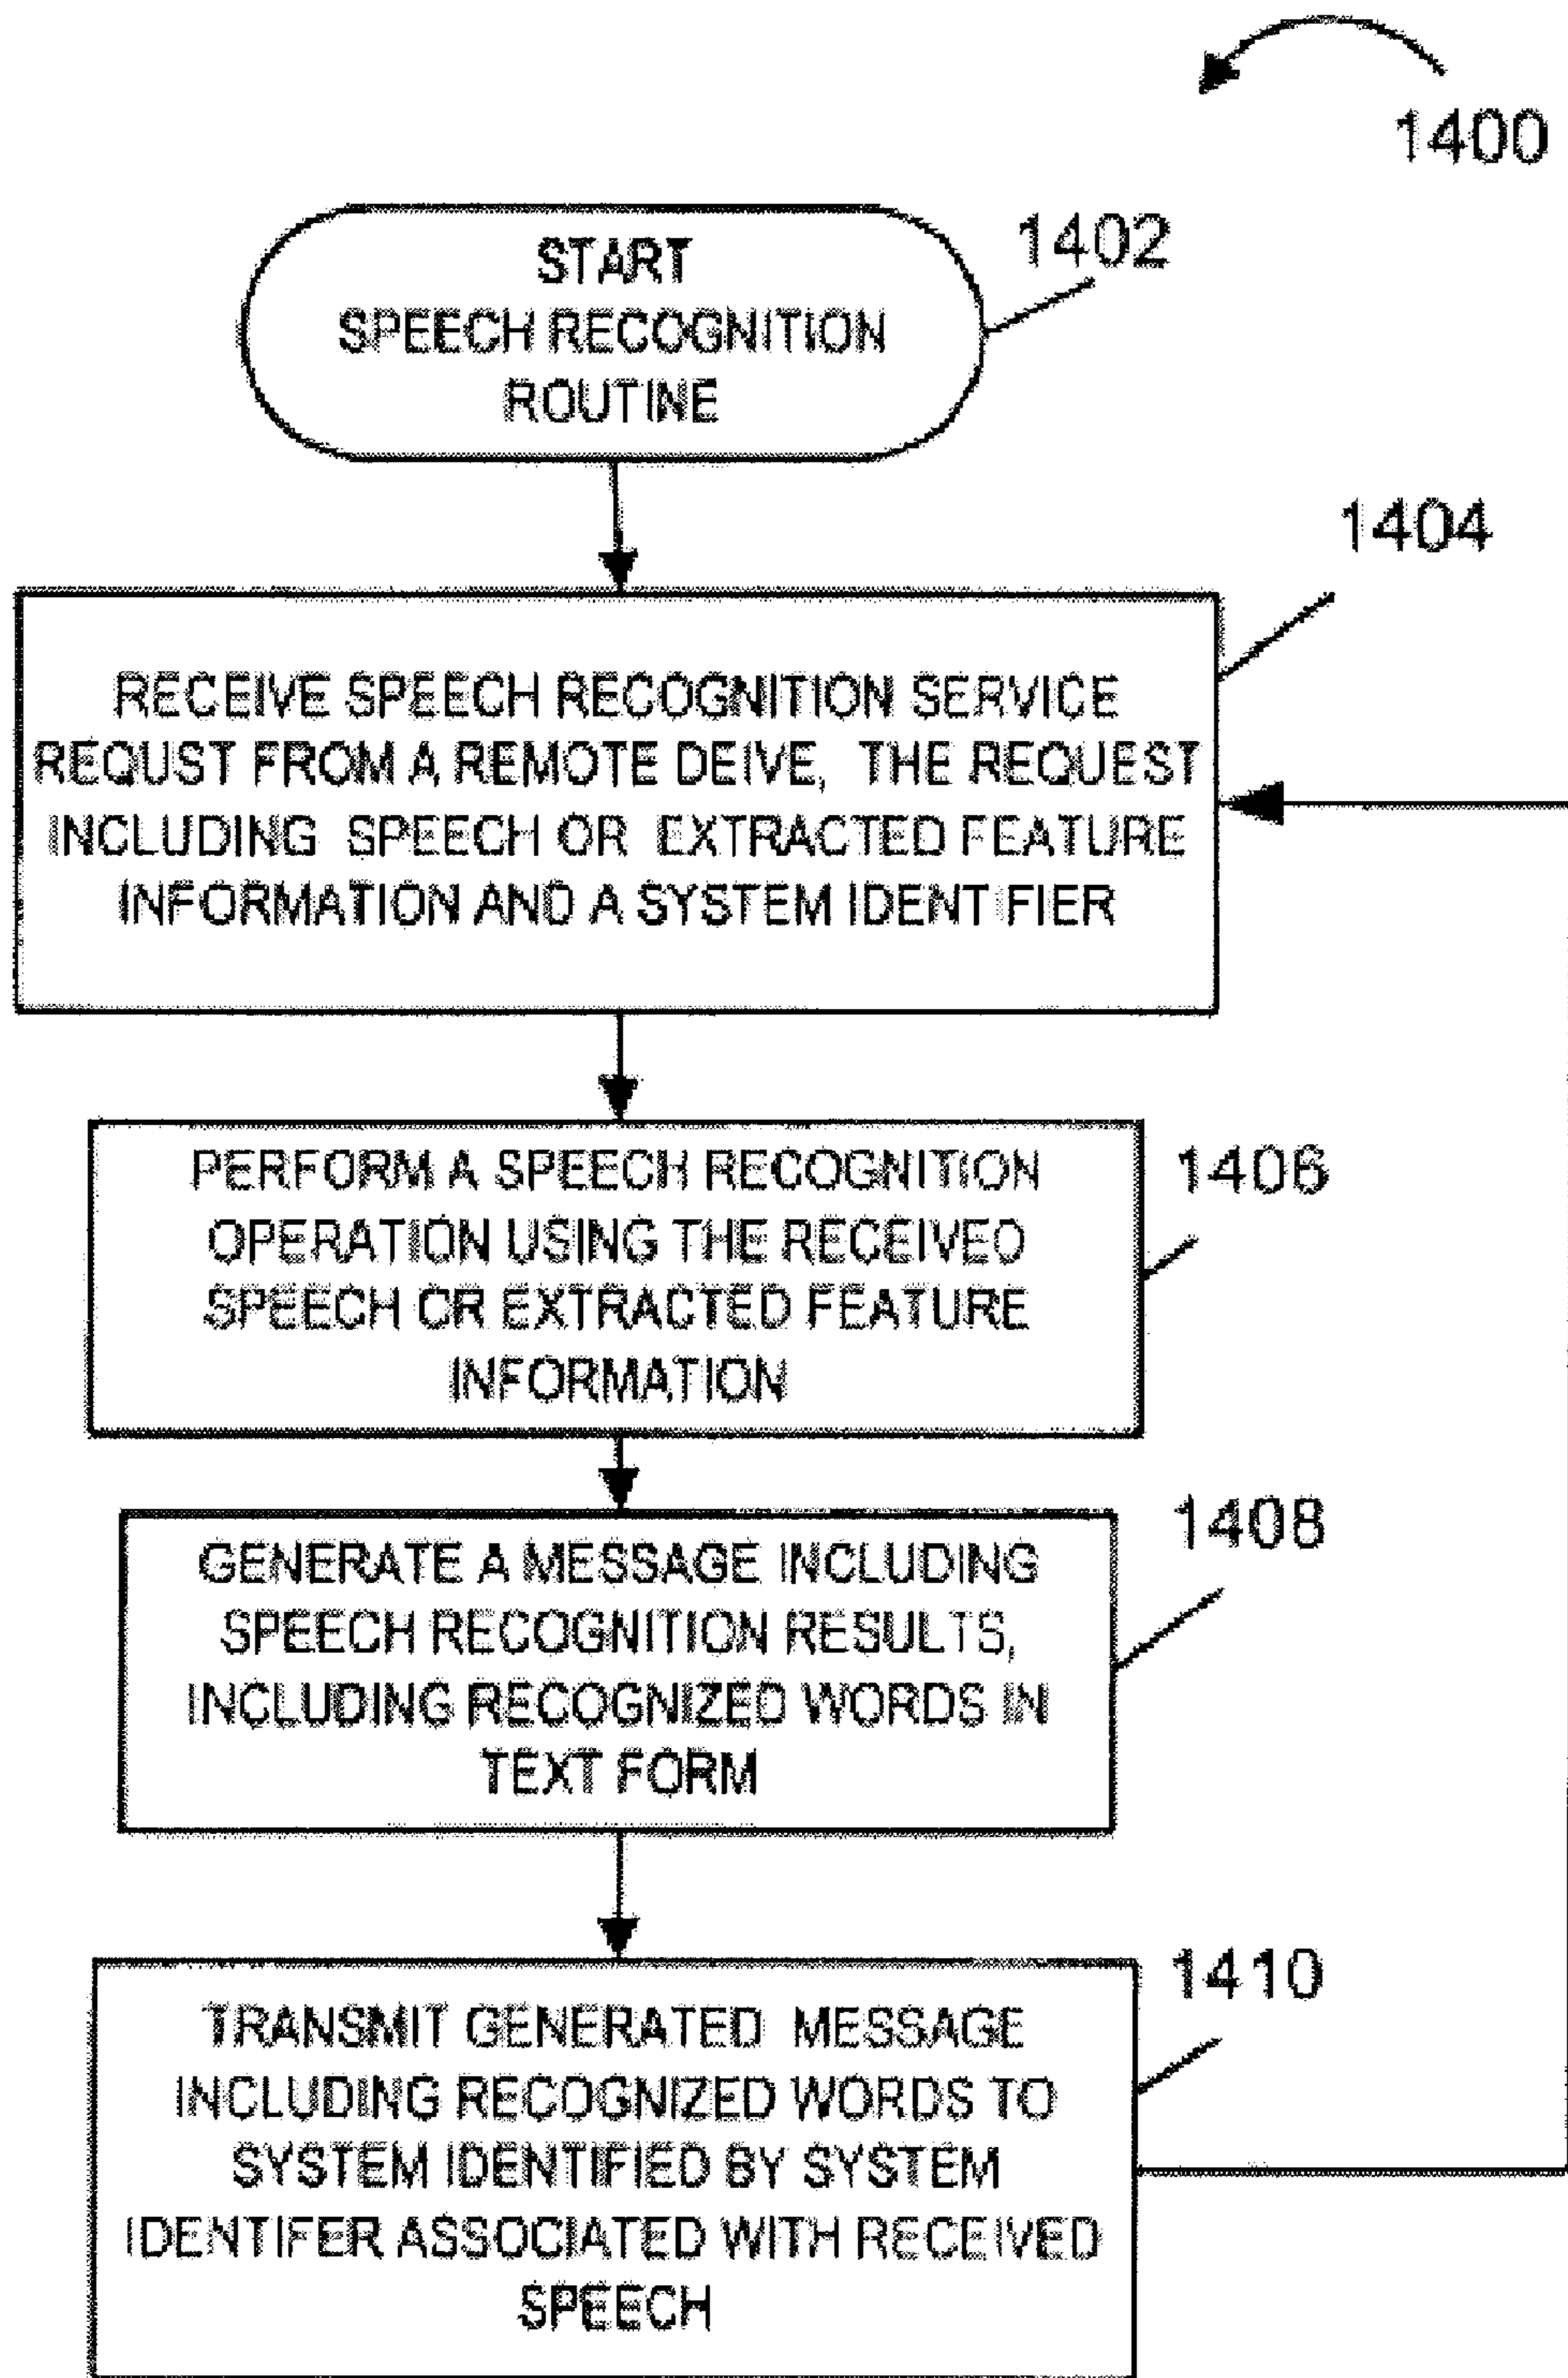 1400
1402
START
SPEECH RECOGNITION
ROUTINE
1404
RECEIVE SPEECH RECOGNITION SERVICE
REQUST FROM A REMOTE DEIVE, THE REQUEST
INCLUDING SPEECH OR EXTRACTED FEATURE
INFORMATION AND A SYSTEM IDENTIFIER
1406
PERFORM A SPEECH RECOGNITION
OPERATION USING THE RECEIVED
SPEECH OR EXTRACTED FEATURE
INFORMATION
1408
GENERATE A MESSAGE INCLUDING
SPEECH RECOGNITION RESULTS,
INCLUDING RECOGNIZED WORDS IN
TEXT FORM
1410
TRANSMIT GENERATED MESSAGE
INCLUDING RECOGNIZED WORDS TO
SYSTEM IDENTIFIED BY SYSTEM
IDENTIFER ASSOCIATED WITH RECEIVED
SPEECH